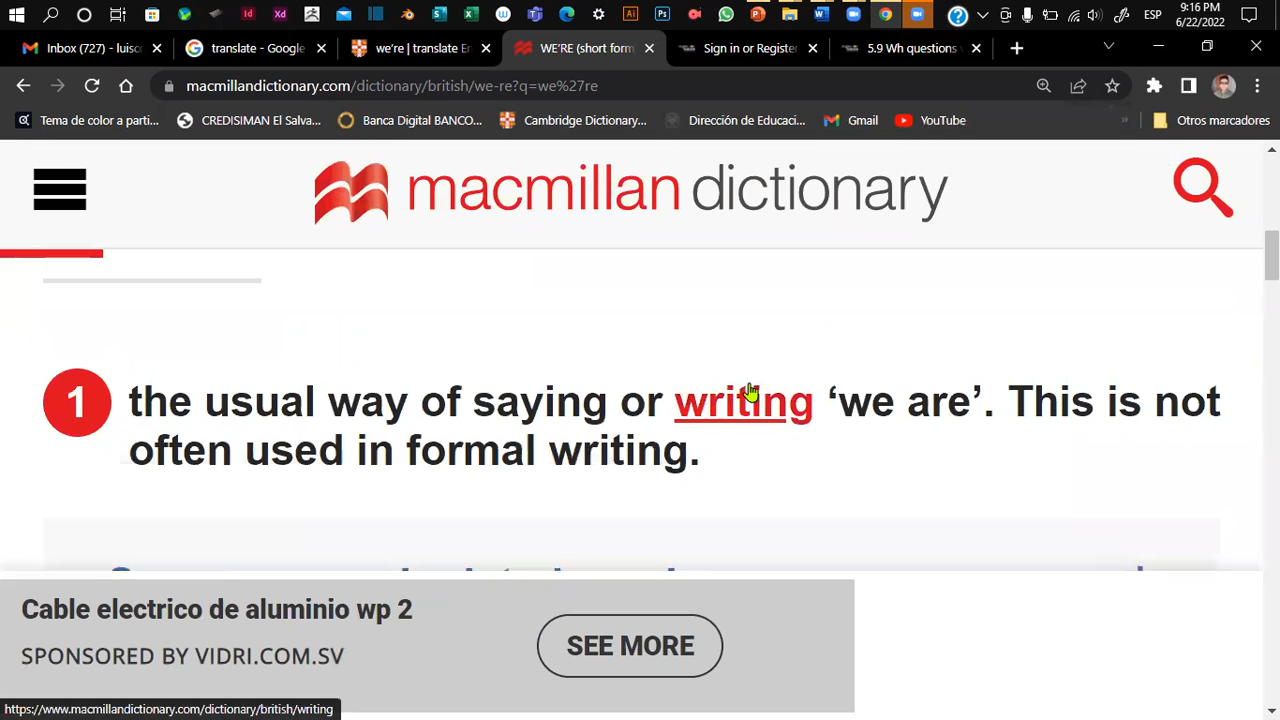 9:16 PM
ESP
6/22/2022
Inbox (727) - luisc
translate - Google
we're | translate En
WE'RE (short form
Sign in or Register
5.9 Wh questions
macmillandictionary.com/dictionary/british/we-re?q=we%27re
Tema de color a parti...
CREDISIMAN El Salva...
Banca Digital BANCO...
Cambridge Dictionary...
Dirección de Educaci...
Gmail
YouTube
Otros marcadores
macmillan dictionary
1 the usual way of saying or writing ‘we are’. This is not
often used in formal writing.
Cable electrico de aluminio wp 2
SPONSORED BY VIDRI.COM.SV
SEE MORE
https://www.macmillandictionary.com/dictionary/british/writing